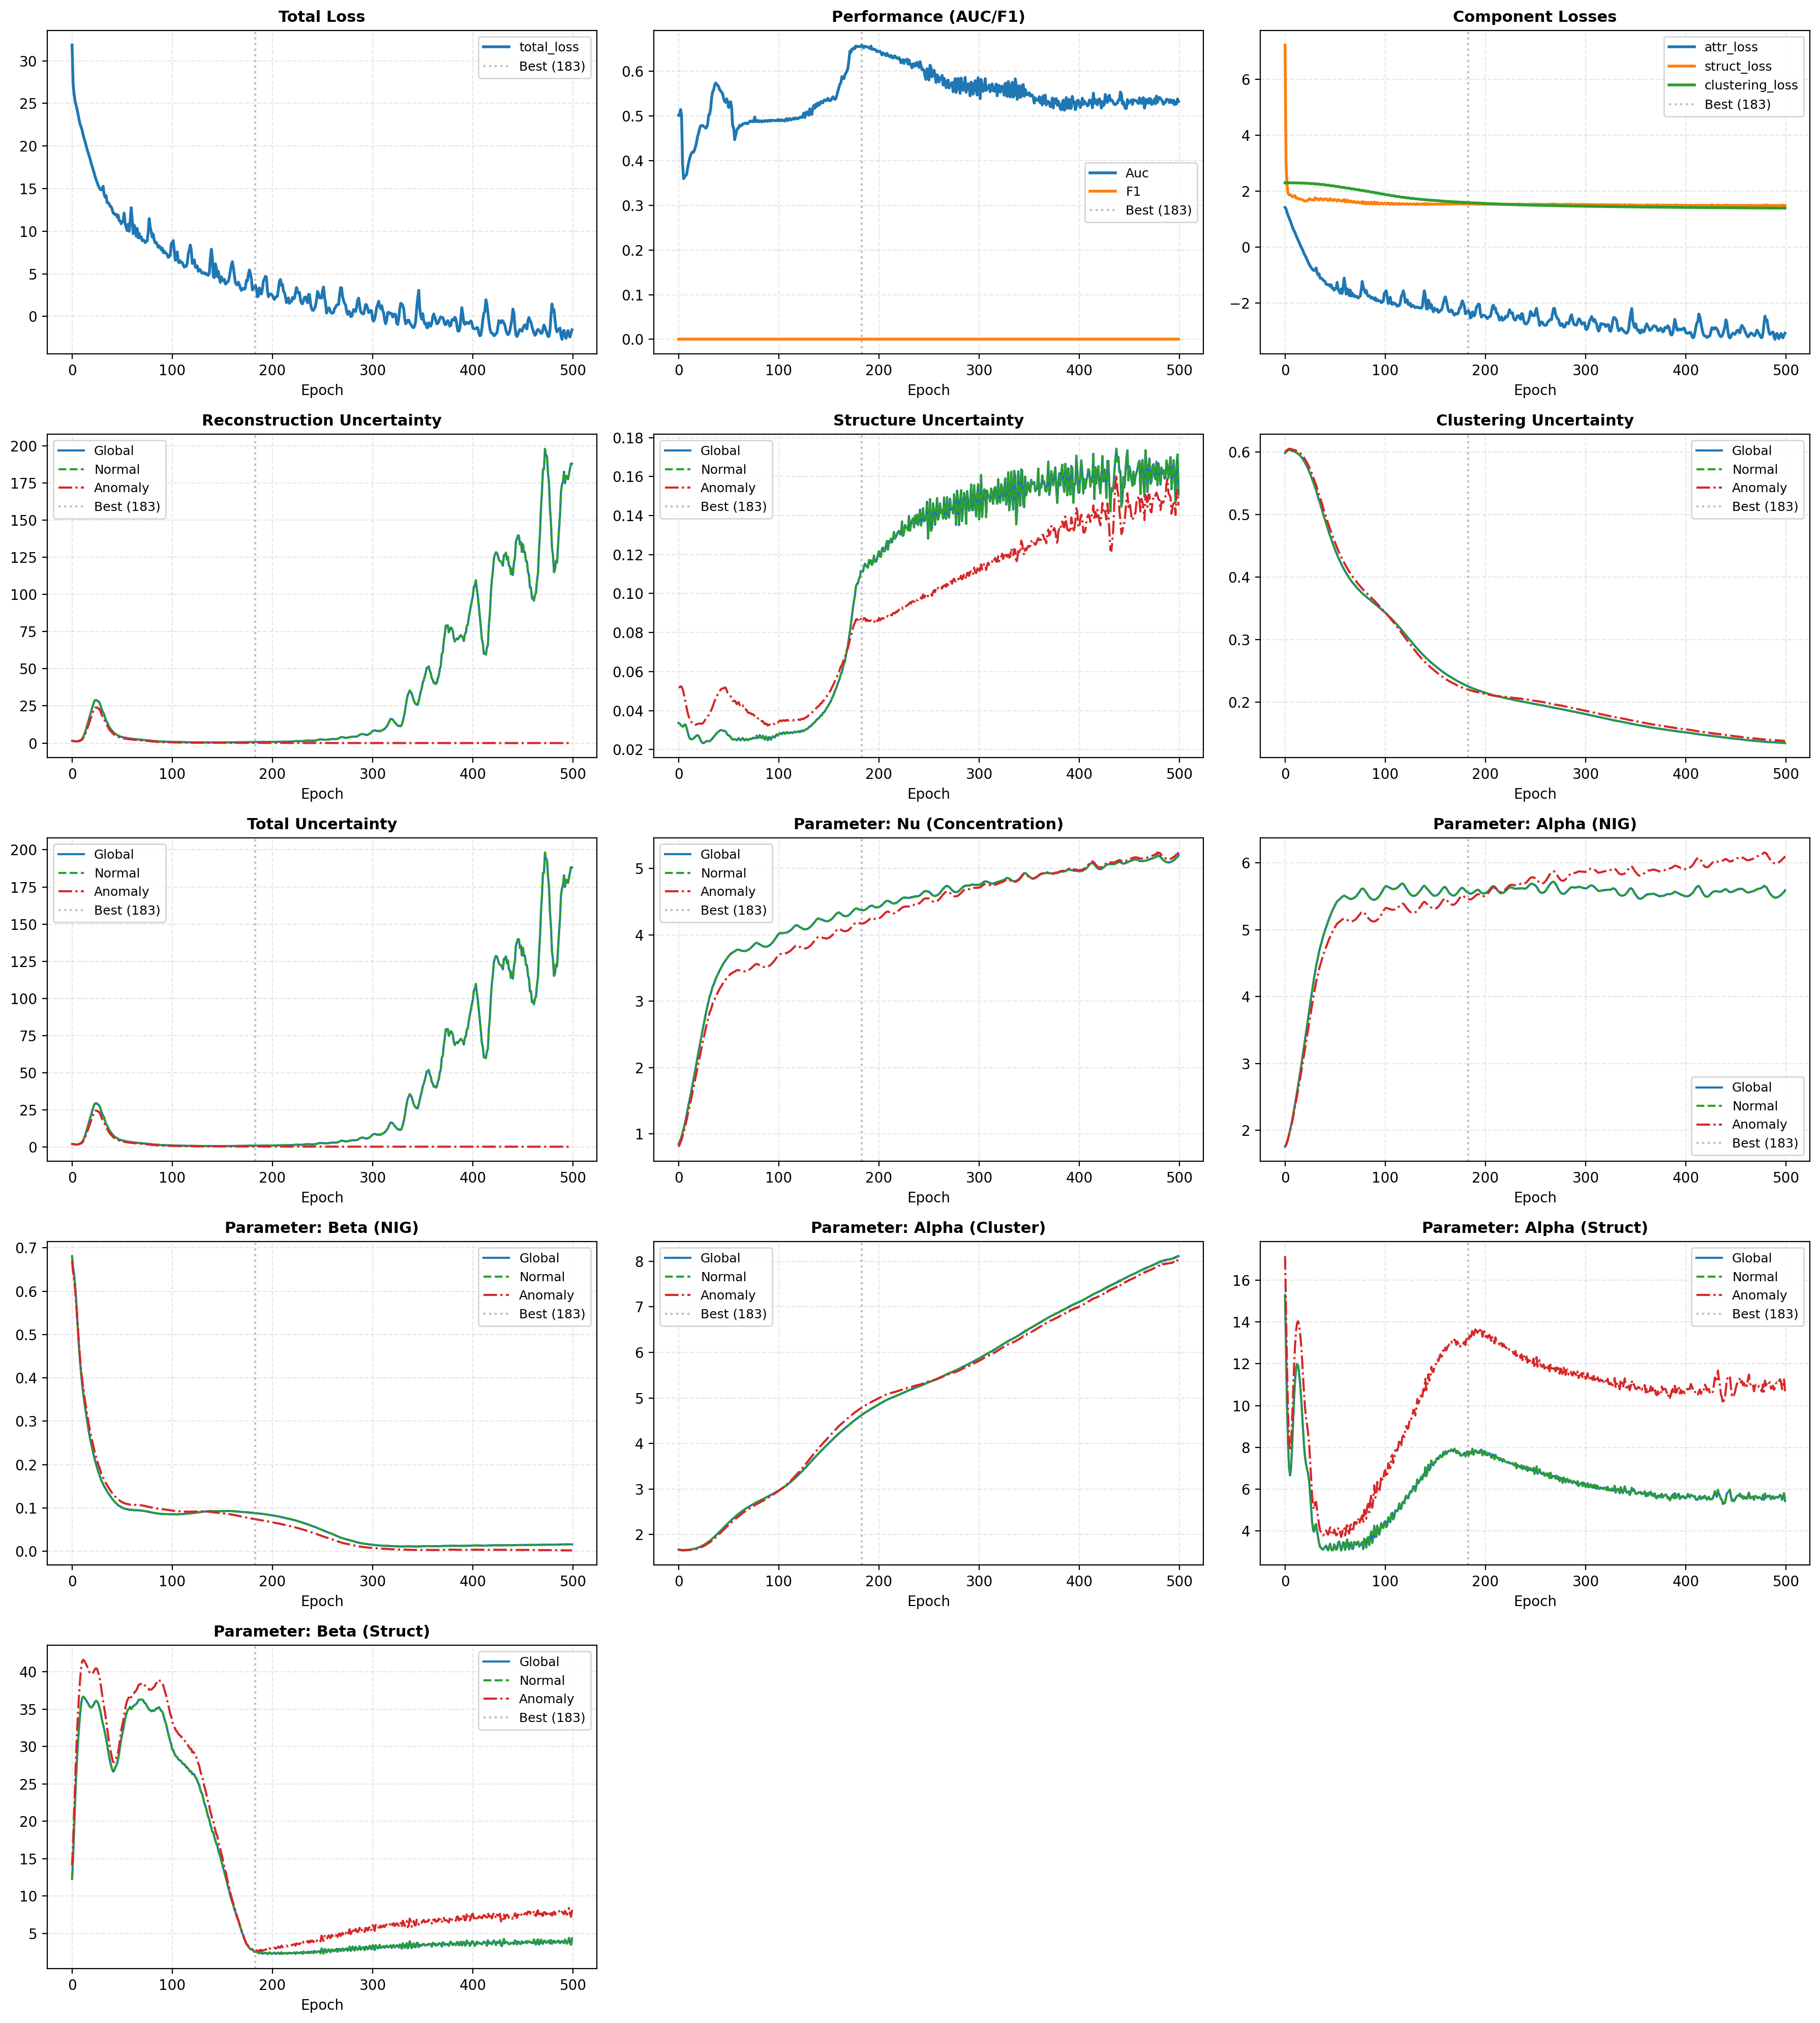 Total Loss
30
25
20
15
10
5
0
0 100 200 300 400 500
Epoch
total_loss
Best (183)
Performance (AUC/F1)
0.6
0.5
0.4
0.3
0.2
0.1
0.0
0 100 200 300 400 500
Epoch
Auc
F1
Best (183)
Component Losses
6
4
2
0
−2
0 100 200 300 400 500
Epoch
attr_loss
struct_loss
clustering_loss
Best (183)
Reconstruction Uncertainty
200
175
150
125
100
75
50
25
0
0 100 200 300 400 500
Epoch
Global
Normal
Anomaly
Best (183)
Structure Uncertainty
0.18
0.16
0.14
0.12
0.10
0.08
0.06
0.04
0.02
0 100 200 300 400 500
Epoch
Global
Normal
Anomaly
Best (183)
Clustering Uncertainty
0.6
0.5
0.4
0.3
0.2
0 100 200 300 400 500
Epoch
Global
Normal
Anomaly
Best (183)
Total Uncertainty
200
175
150
125
100
75
50
25
0
0 100 200 300 400 500
Epoch
Global
Normal
Anomaly
Best (183)
Parameter: Nu (Concentration)
5
4
3
2
1
0 100 200 300 400 500
Epoch
Global
Normal
Anomaly
Best (183)
Parameter: Alpha (NIG)
6
5
4
3
2
0 100 200 300 400 500
Epoch
Global
Normal
Anomaly
Best (183)
Parameter: Beta (NIG)
0.7
0.6
0.5
0.4
0.3
0.2
0.1
0.0
0 100 200 300 400 500
Epoch
Global
Normal
Anomaly
Best (183)
Parameter: Alpha (Cluster)
8
7
6
5
4
3
2
0 100 200 300 400 500
Epoch
Global
Normal
Anomaly
Best (183)
Parameter: Alpha (Struct)
16
14
12
10
8
6
4
0 100 200 300 400 500
Epoch
Global
Normal
Anomaly
Best (183)
Parameter: Beta (Struct)
40
35
30
25
20
15
10
5
0 100 200 300 400 500
Epoch
Global
Normal
Anomaly
Best (183)